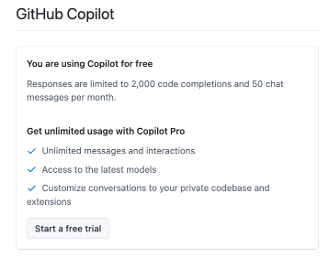 GitHub Copilot
You are using Copilot for free
Responses are limited to 2,000 code completions and 50 chat
messages per month.
Get unlimited usage with Copilot Pro
Unlimited messages and interactions
Access to the latest models
Customize conversations to your private codebase and
extensions
Start a free trial